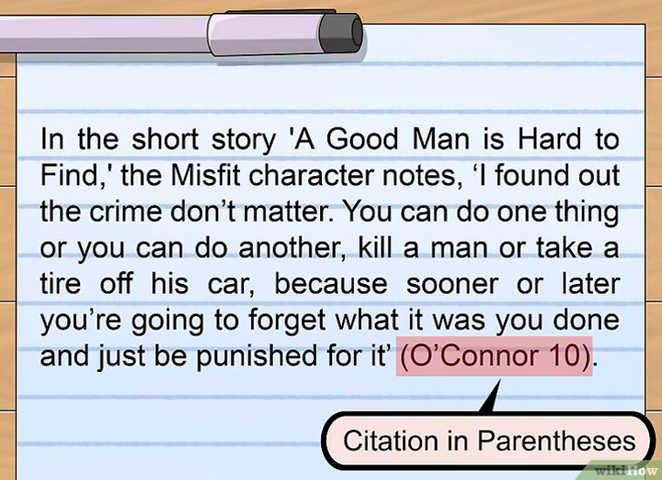 In the short story 'A Good Man is Hard to
Find,' the Misfit character notes, ‘I found out
the crime don’t matter. You can do one thing
or you can do another, kill a man or take a
tire off his car, because sooner or later
you’re going to forget what it was you done
and just be punished for it’ (O’Connor 10).
Citation in Parentheses
wikiHow